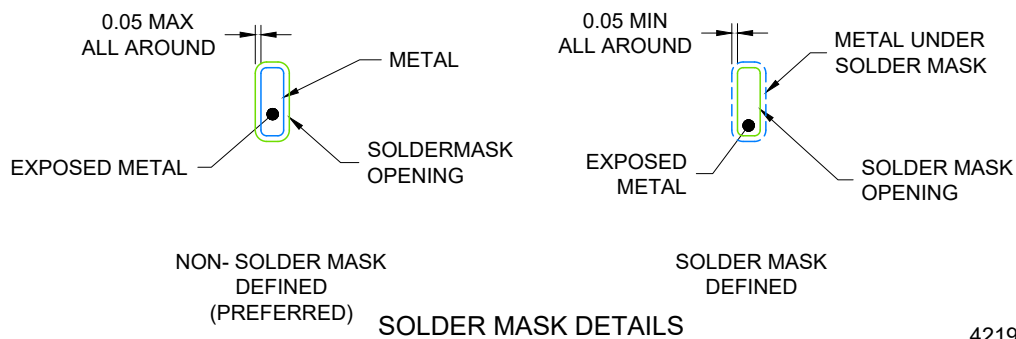 0.05 MAX
ALL AROUND
METAL
EXPOSED METAL
SOLDERMASK
OPENING
NON- SOLDER MASK
DEFINED
(PREFERRED)
0.05 MIN
ALL AROUND
METAL UNDER
SOLDER MASK
EXPOSED
METAL
SOLDER MASK
OPENING
SOLDER MASK
DEFINED
SOLDER MASK DETAILS
4219